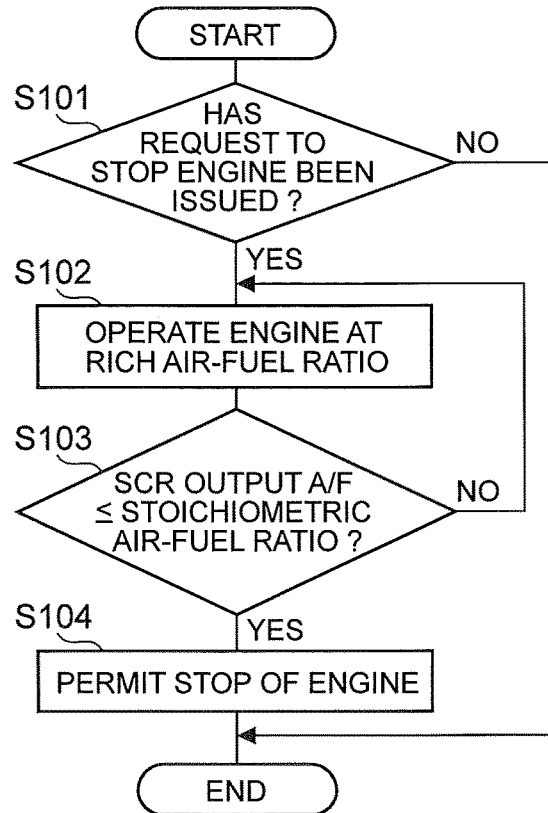 START
S101
HAS
REQUEST TO
STOP ENGINE BEEN
ISSUED ?
NO
YES
S102
OPERATE ENGINE AT
RICH AIR-FUEL RATIO
S103
SCR OUTPUT A/F
≤ STOICHIOMETRIC
AIR-FUEL RATIO ?
NO
YES
S104
PERMIT STOP OF ENGINE
END